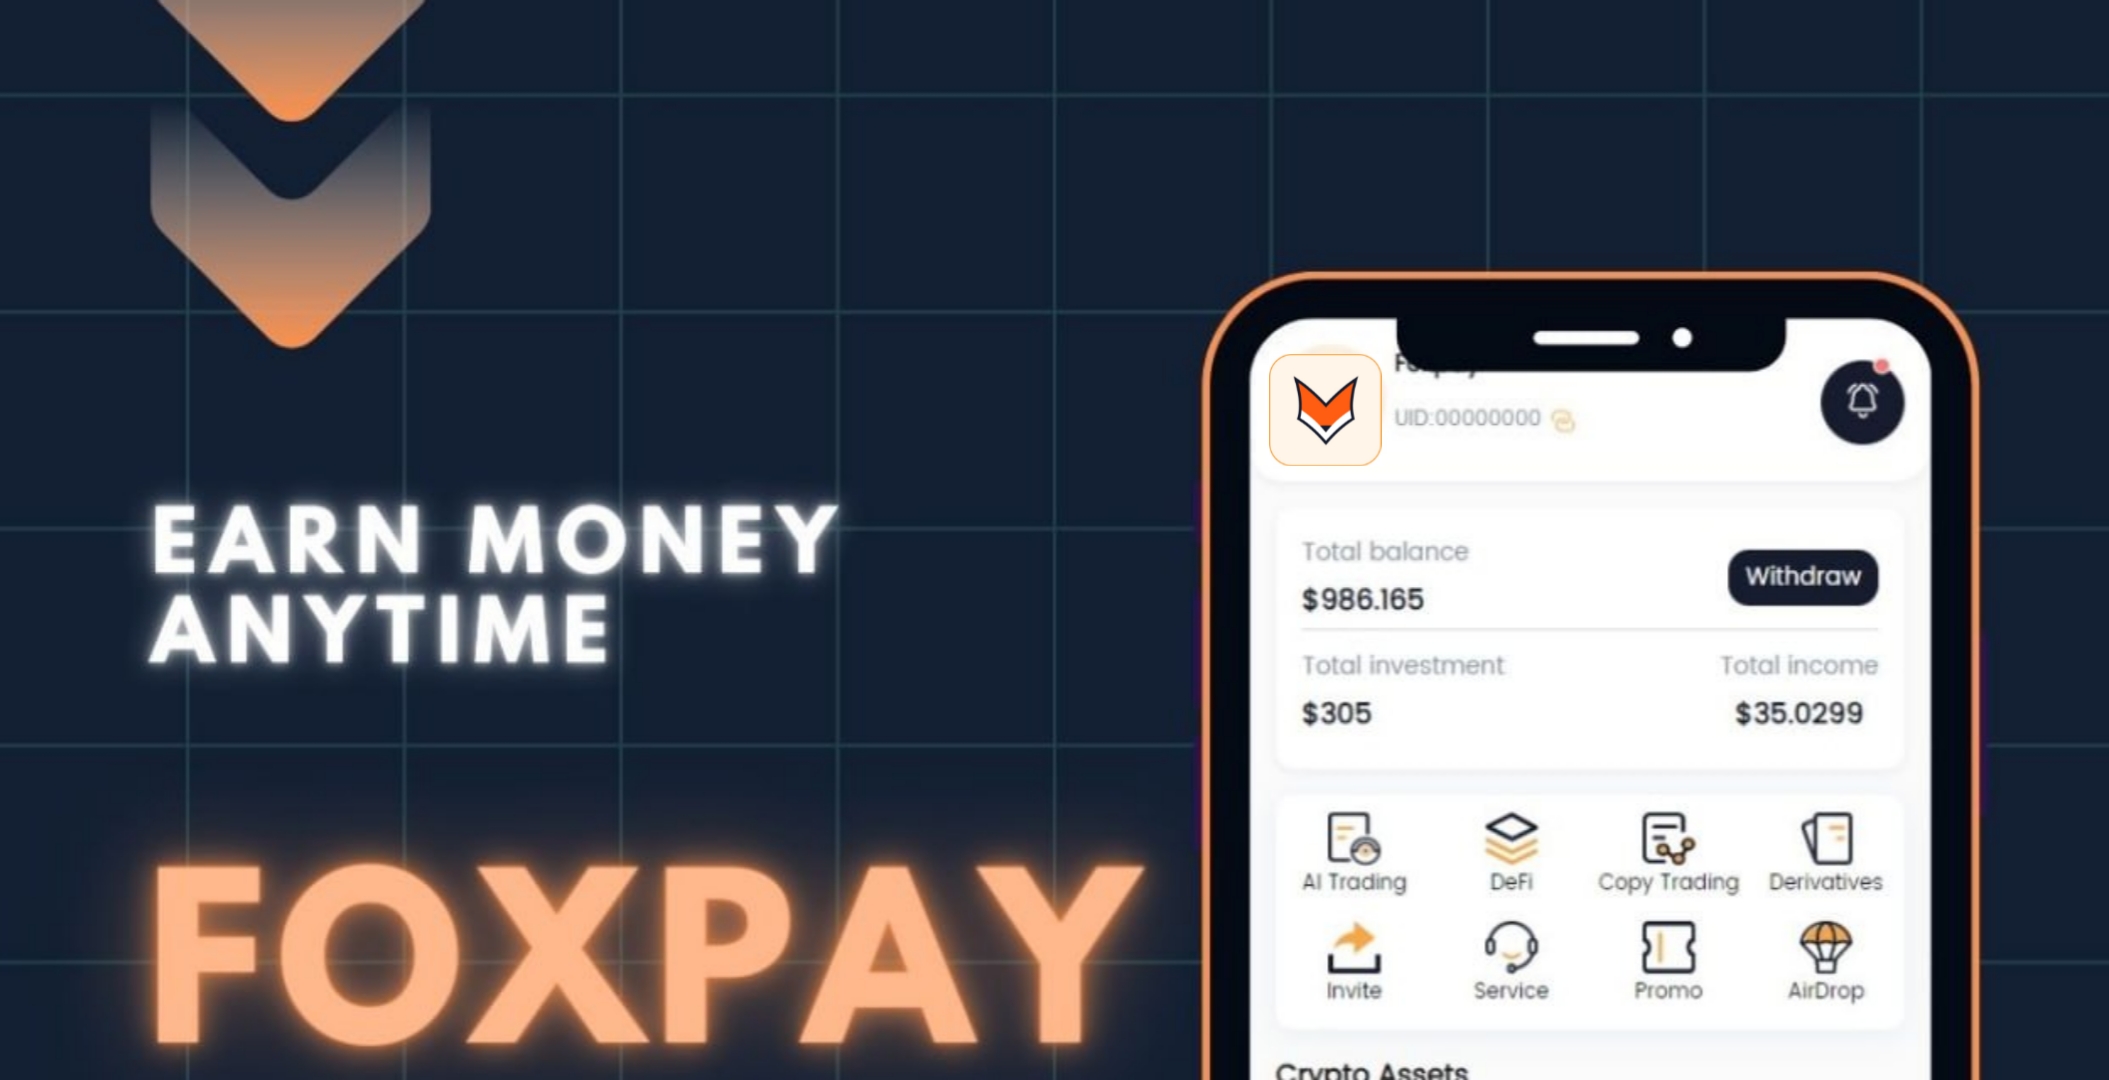 EARN MONEY
ANYTIME
FOXPAY
Foxpay
UID:00000000
Total balance
$986.165
Withdraw
Total investment
Total income
$305
$35.0299
AI Trading
DeFi
Copy Trading
Derivatives
Invite
Service
Promo
AirDrop
Crypto Assets